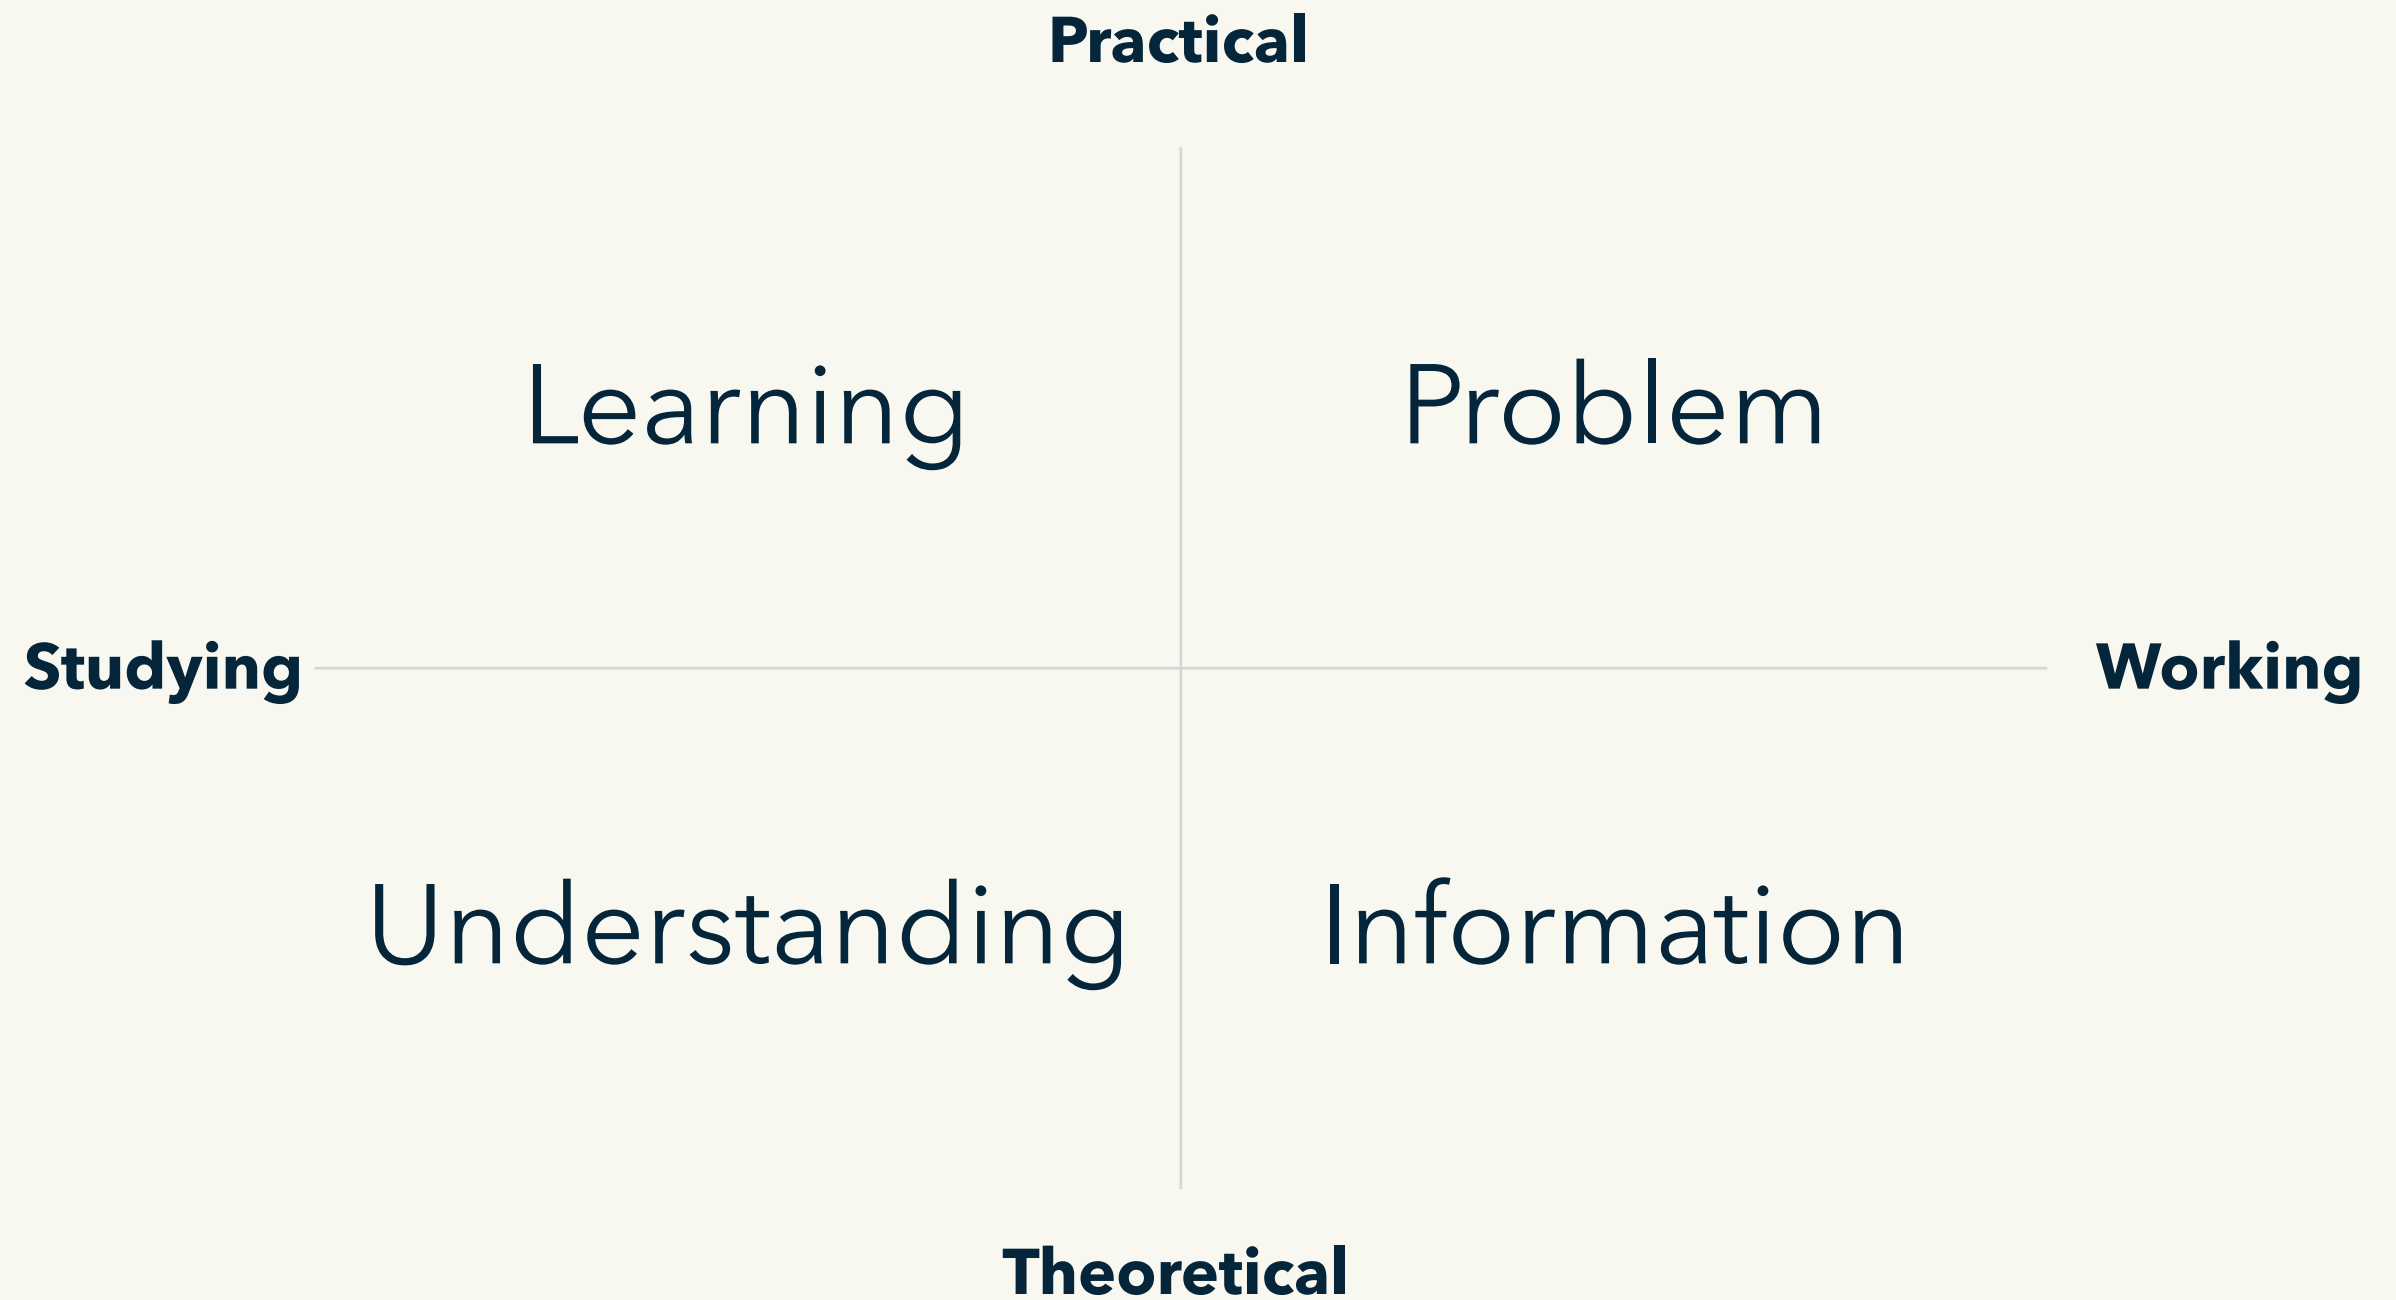 Practical
Learning
Problem
Studying
Working
Understanding
Information
Theoretical